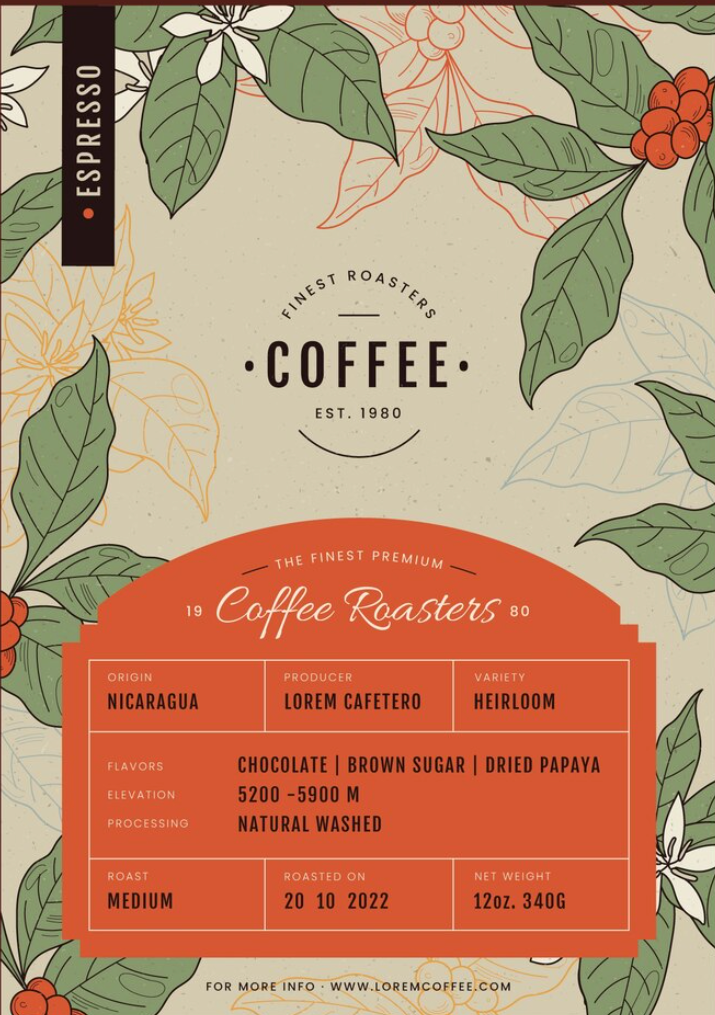 ESPRESSO
FINEST ROASTERS
·COFFEE·
EST. 1980
THE FINEST PREMIUM
19 Coffee Roasters 80
ORIGIN PRODUCER VARIETY
NICARAGUA LOREM CAFETERO HEIRLOOM
FLAVORS CHOCOLATE | BROWN SUGAR | DRIED PAPAYA
ELEVATION 5200 -5900 M
PROCESSING NATURAL WASHED
ROAST ROASTED ON NET WEIGHT
MEDIUM 20 10 2022 12oz. 340G
FOR MORE INFO · WWW.LOREMCOFFEE.COM